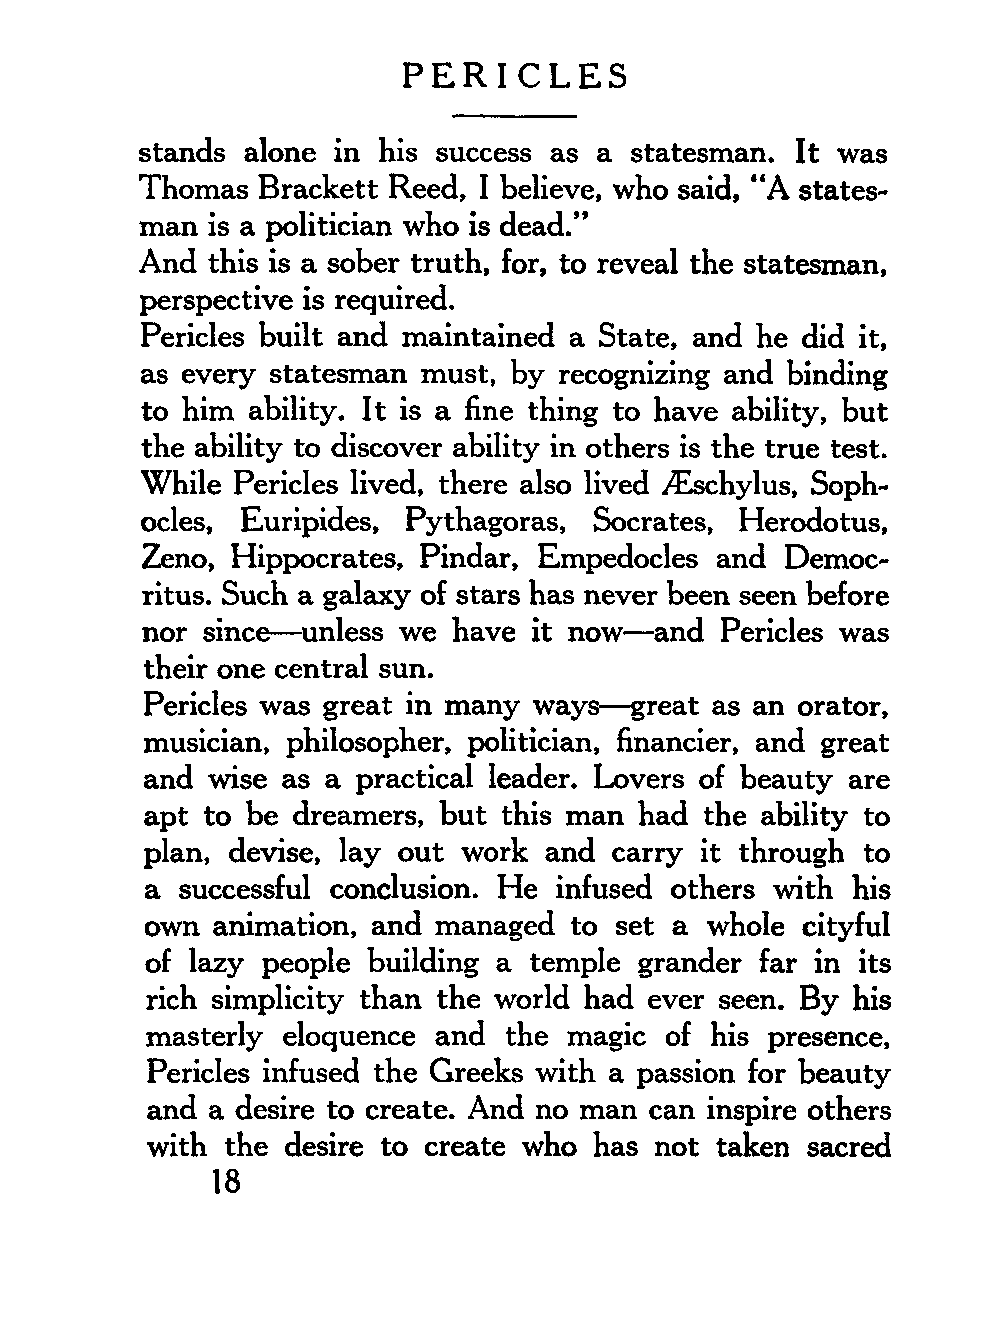 PERICLES
stands alone in his success as a statesman. It was
Thomas Brackett Reed, I believe, who said, “A states-
man is a politician who is dead.”
And this is a sober truth, for, to reveal the statesman,
perspective is required.
Pericles built and maintained a State, and he did it,
as every statesman must, by recognizing and binding
to him ability. It is a fine thing to have ability, but
the ability to discover ability in others is the true test.
While Pericles lived, there also lived Æschylus, Soph-
ocles, Euripides, Pythagoras, Socrates, Herodotus,
Zeno, Hippocrates, Pindar, Empedocles and Democ-
ritus. Such a galaxy of stars has never been seen before
nor since—unless we have it now—and Pericles was
their one central sun.
Pericles was great in many ways—great as an orator,
musician, philosopher, politician, financier, and great
and wise as a practical leader. Lovers of beauty are
apt to be dreamers, but this man had the ability to
plan, devise, lay out work and carry it through to
a successful conclusion. He infused others with his
own animation, and managed to set a whole cityful
of lazy people building a temple grander far in its
rich simplicity than the world had ever seen. By his
masterly eloquence and the magic of his presence,
Pericles infused the Greeks with a passion for beauty
and a desire to create. And no man can inspire others
with the desire to create who has not taken sacred
18